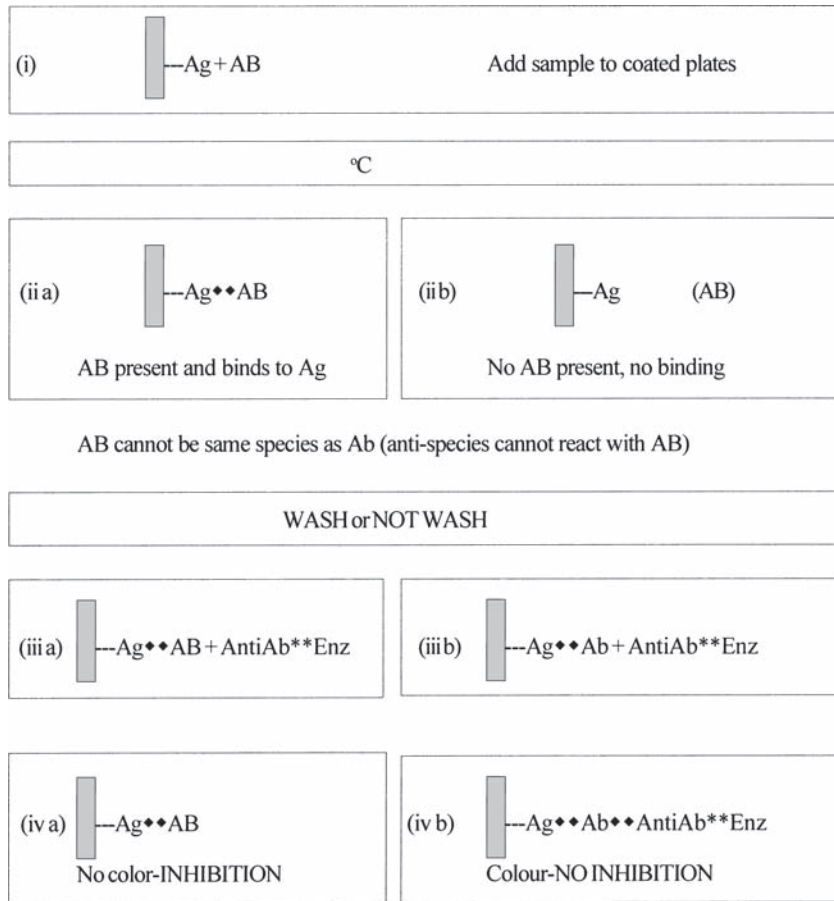 (i) ---Ag + AB Add sample to coated plates
ºC
(ii a) ---Ag♦♦AB
AB present and binds to Ag
(ii b) ---Ag (AB)
No AB present, no binding
AB cannot be same species as Ab (anti-species cannot react with AB)
WASH or NOT WASH
(iii a) ---Ag♦♦AB + AntiAb**Enz
(iii b) ---Ag♦♦Ab + AntiAb**Enz
(iv a) ---Ag♦♦AB
No color-INHIBITION
(iv b) ---Ag♦♦Ab♦♦AntiAb**Enz
Colour-NO INHIBITION